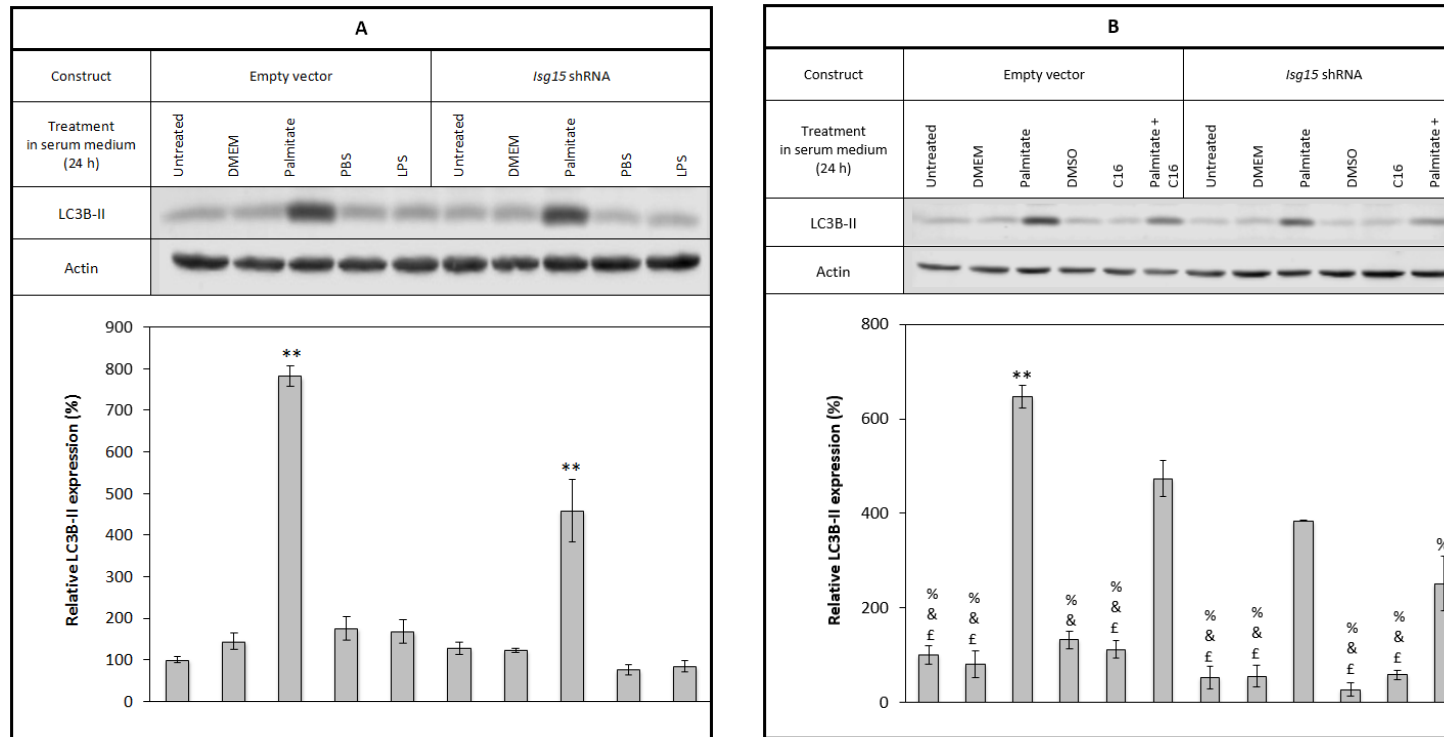 A
Construct
Empty vector
Isg15 shRNA
Treatment
in serum medium
(24 h)
Untreated
DMEM
Palmitate
PBS
LPS
Untreated
DMEM
Palmitate
PBS
LPS
LC3B-II
Actin
Relative LC3B-II expression (%)
900
800
700
600
500
400
300
200
100
0
**
**
B
Construct
Empty vector
Isg15 shRNA
Treatment
in serum medium
(24 h)
Untreated
DMEM
Palmitate
DMSO
C16
Palmitate +
C16
Untreated
DMEM
Palmitate
DMSO
C16
Palmitate +
LC3B-II
Actin
Relative LC3B-II expression (%)
800
600
400
200
0
%
&
£
%
&
£
**
%
&
%
&
£
%
&
£
%
&
£
%
&
£
%
&
£
%